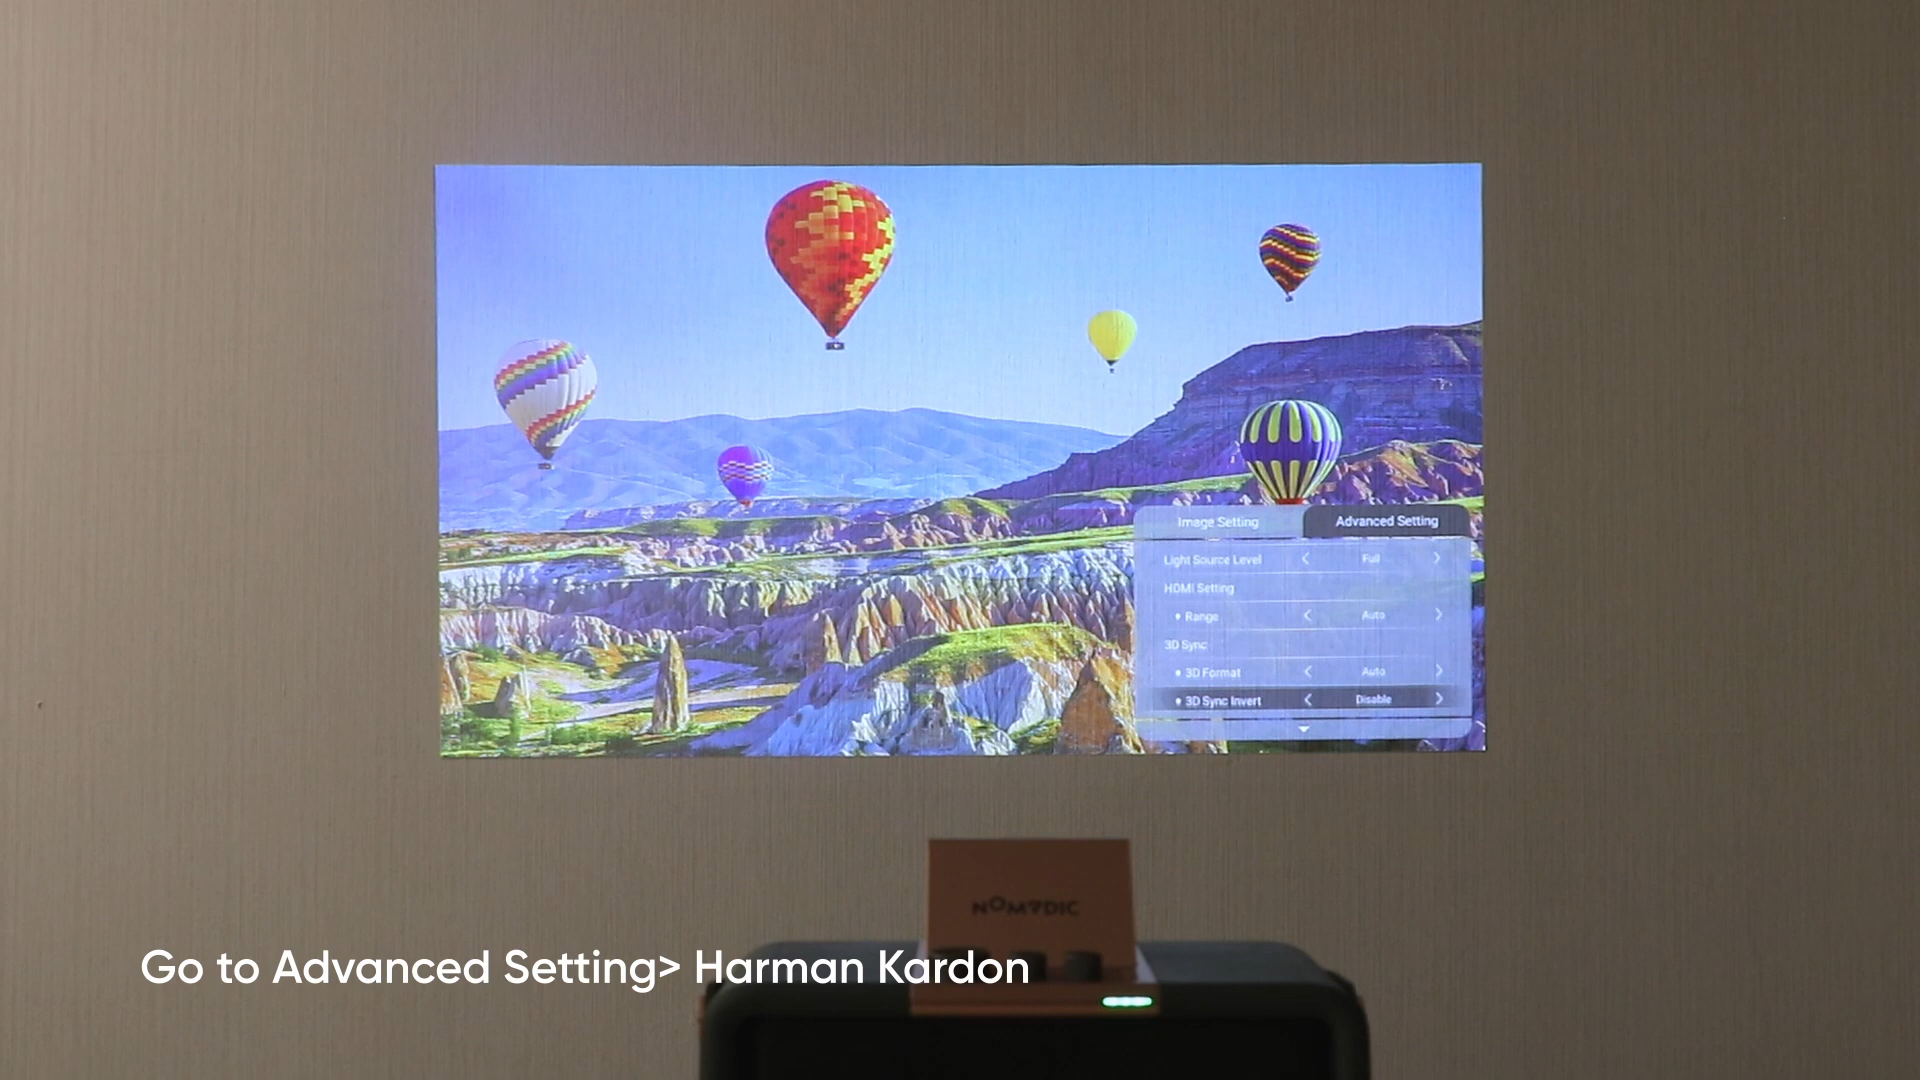 Image Setting
Advanced Setting
Light Source Level < Full >
HDMI Setting
• Range < Auto >
3D Sync
• 3D Format < Auto >
• 3D Sync Invert < Disable >
NOMADIC
Go to Advanced Setting> Harman Kardon